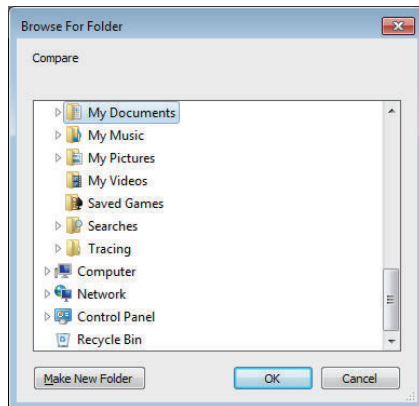 Browse For Folder
Compare
My Documents
My Music
My Pictures
My Videos
Saved Games
Searches
Tracing
Computer
Network
Control Panel
Recycle Bin
Make New Folder
OK
Cancel